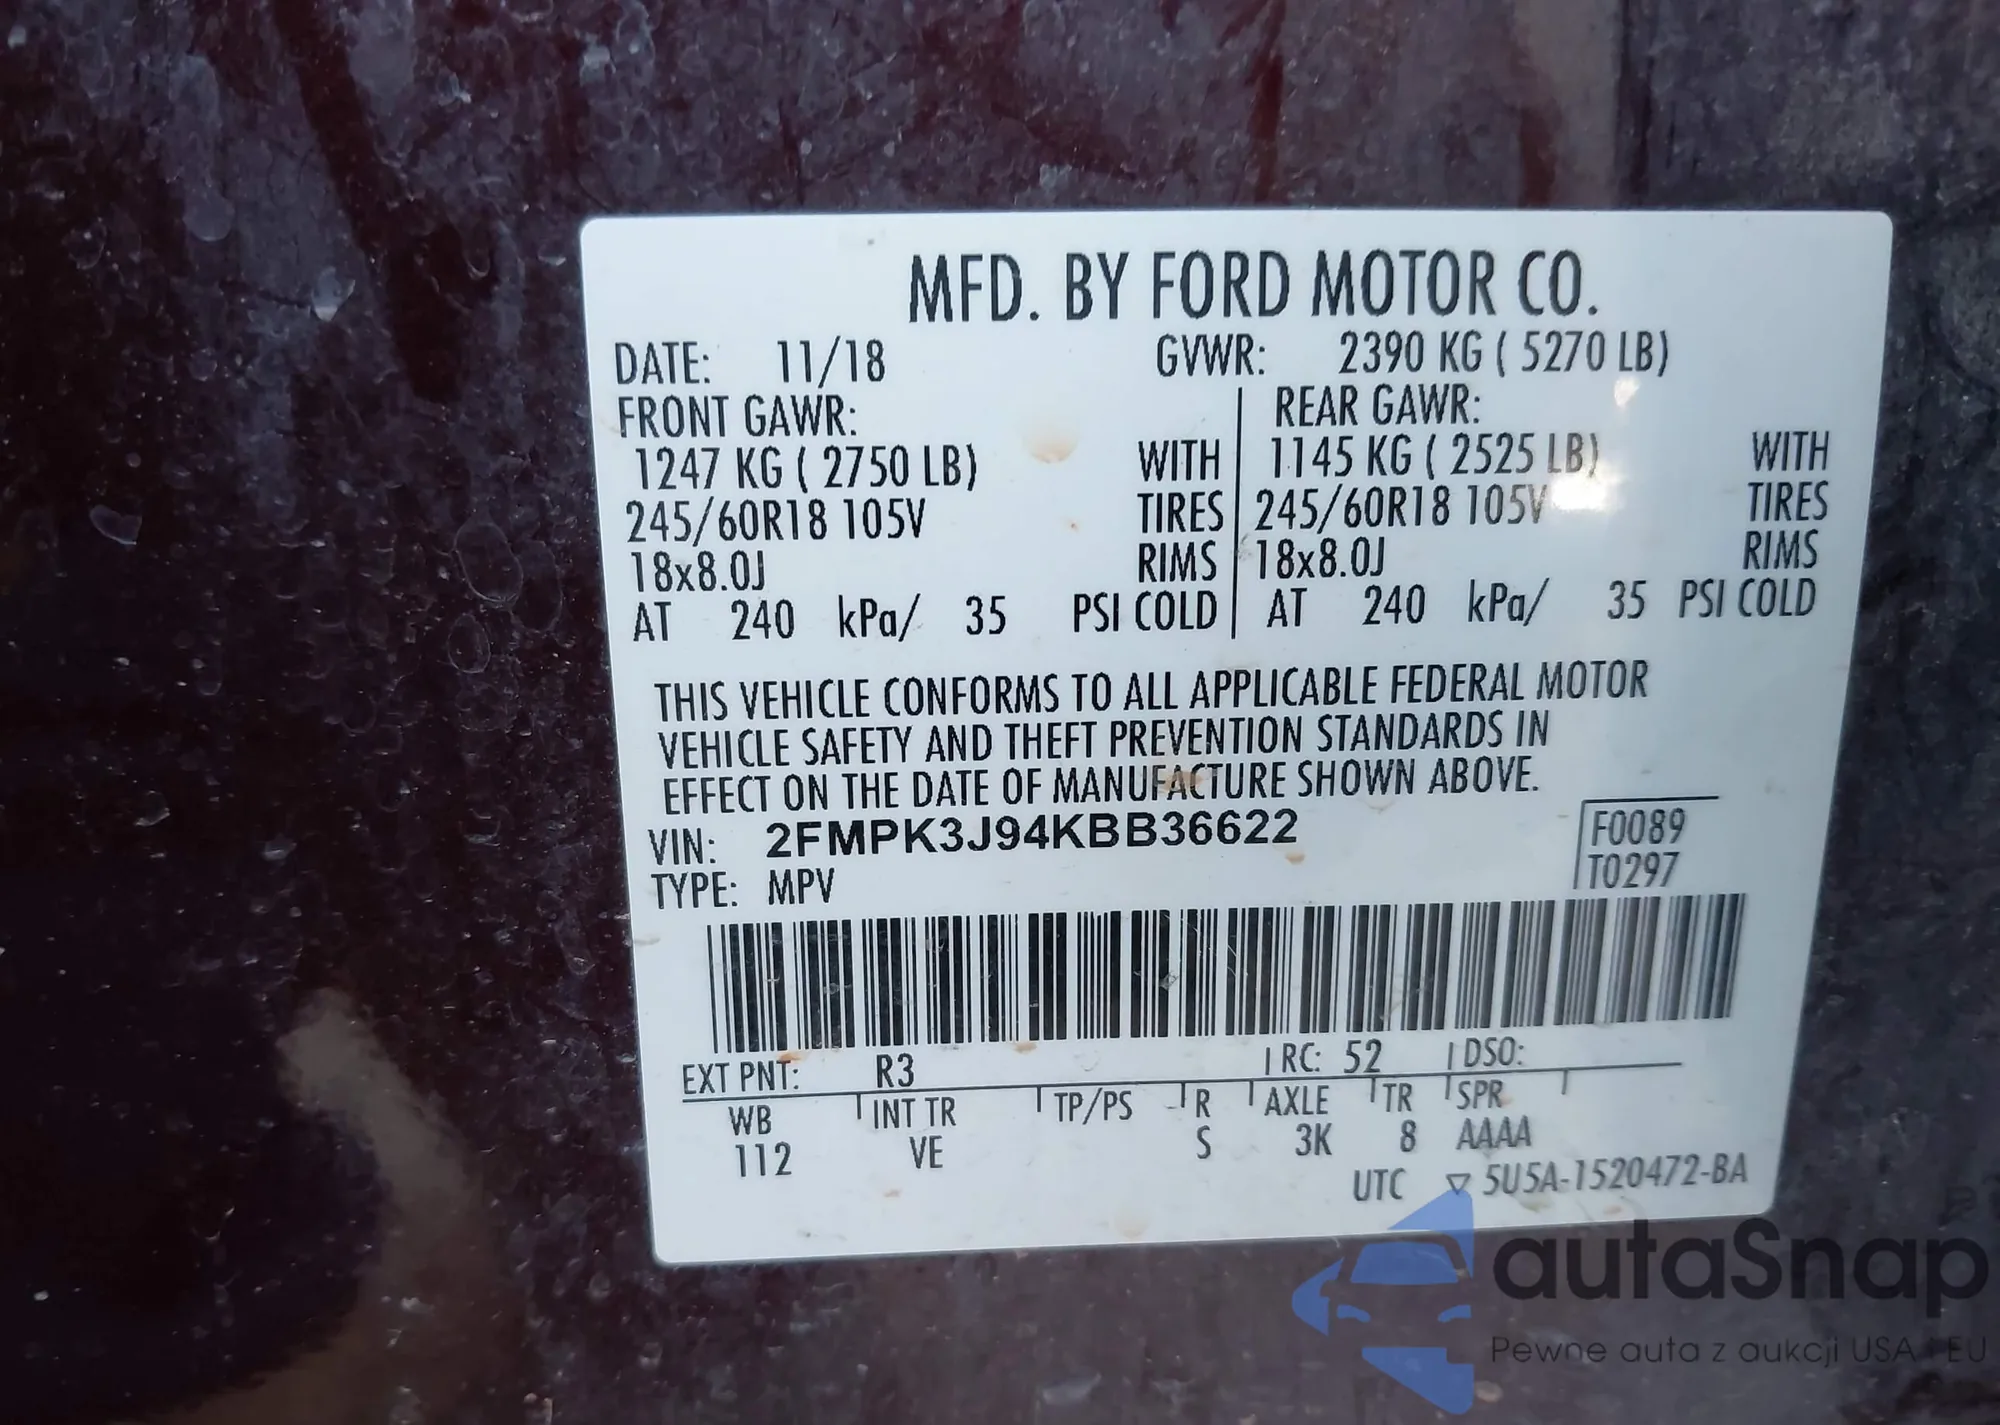 MFD. BY FORD MOTOR CO.
DATE: 11/18 GVWR: 2390 KG ( 5270 LB)
FRONT GAWR: REAR GAWR:
1247 KG ( 2750 LB) WITH 1145 KG ( 2525 LB) WITH
245/60R18 105V TIRES 245/60R18 105V TIRES
18x8.0J RIMS 18x8.0J RIMS
AT 240 kPa/ 35 PSI COLD AT 240 kPa/ 35 PSI COLD
THIS VEHICLE CONFORMS TO ALL APPLICABLE FEDERAL MOTOR
VEHICLE SAFETY AND THEFT PREVENTION STANDARDS IN
EFFECT ON THE DATE OF MANUFACTURE SHOWN ABOVE.
VIN: 2FMPK3J94KBB36622 F0089
TYPE: MPV T0297
EXT PNT: R3 RC: 52 DSO:
WB INT TR TP/PS R AXLE TR SPR
112 VE S 3K 8 AAAA
UTC ▽ 5U5A-1520472-BA
autaSnap
Pewne auta z aukcji USA i EU